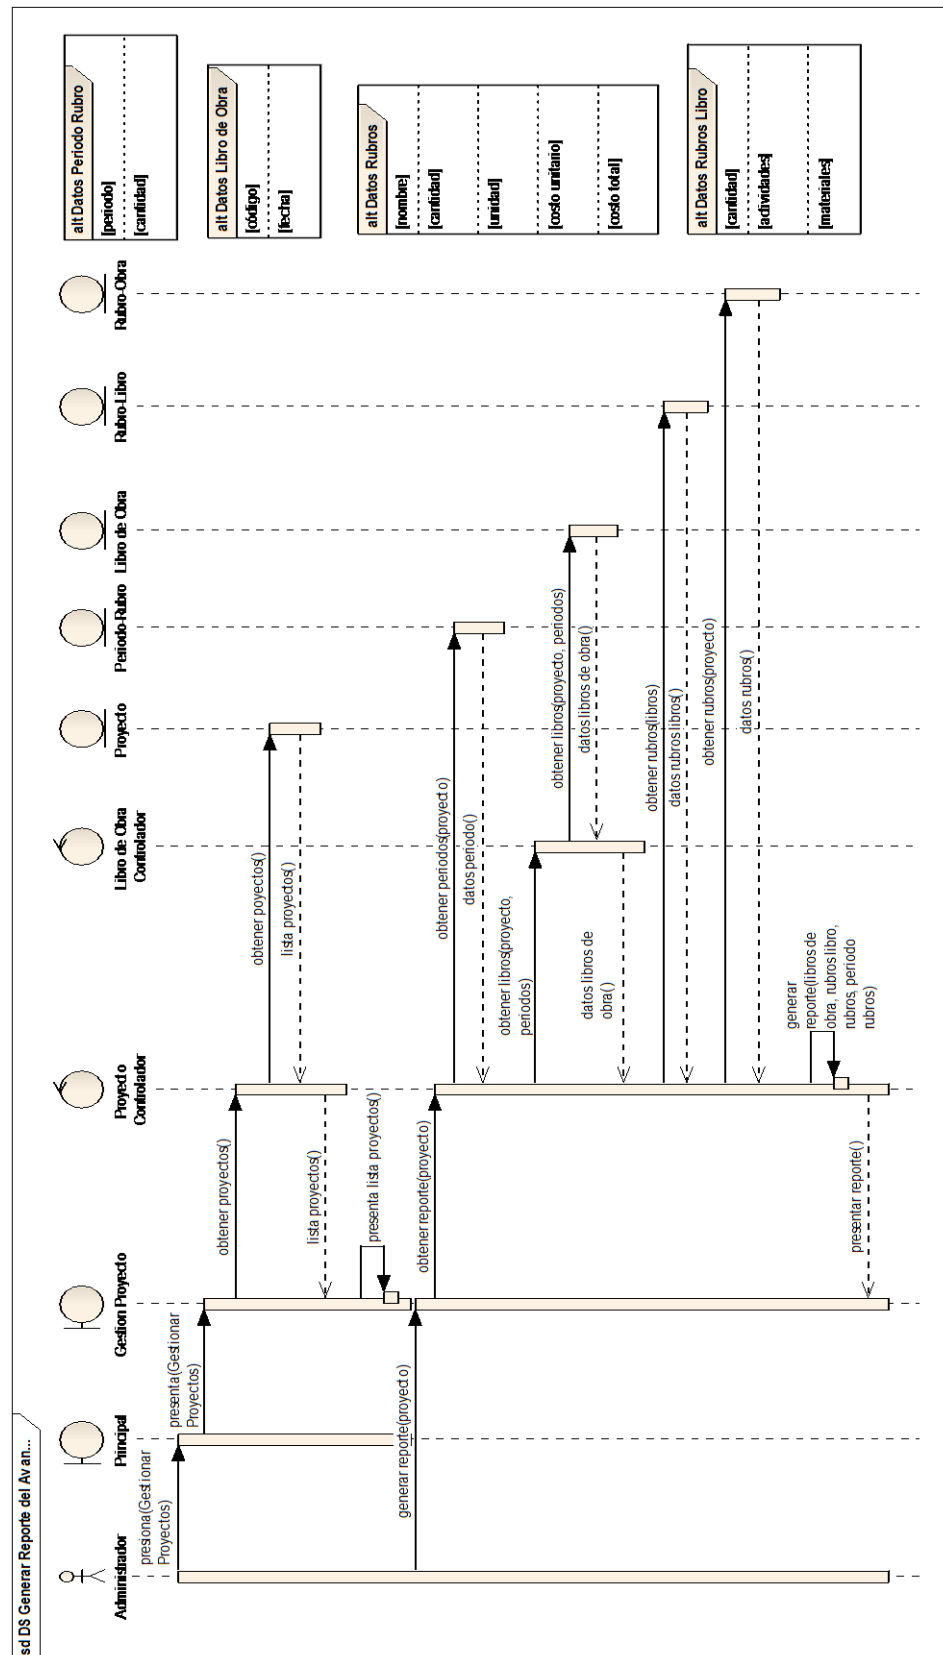 sd DS Generar Reporte del Avan...
Administrador
Principal
Gestion Proyecto
Proyecto
Controlador
Libro de Obra
Controlador
Proyecto
Periodo-Rubro
Libro de Obra
Rubro-Libro
Rubro-Obra
presiona(Gestionar
Proyectos)
presenta(Gestionar
Proyectos)
obtener proyectos()
obtener poyectos()
lista proyectos()
lista proyectos()
presenta lista proyectos()
generar reporte(proyecto)
obtener reporte(proyecto)
obtener periodos(proyecto)
datos periodo()
obtener libros(proyecto,
periodos)
obtener libros(proyecto, periodos)
datos libros de obra()
datos libros de
obra()
obtener rubros(libros)
datos rubros libros()
obtener rubros(proyecto)
datos rubros()
generar
reporte(libros de
obra, rubros libro,
rubros, periodo
rubros)
presentar reporte()
alt Datos Periodo Rubro
[periodo]
[cantidad]
alt Datos Libro de Obra
[código]
[fecha]
alt Datos Rubros
[nombre]
[cantidad]
[unidad]
[costo unitario]
[costo total]
alt Datos Rubros Libro
[cantidad]
[actividades]
[materiales]